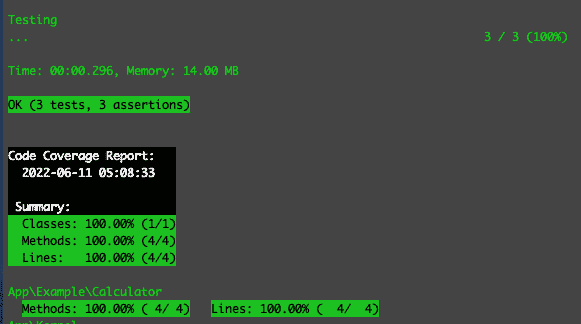 Testing
... 3 / 3 (100%)
Time: 00:00.296, Memory: 14.00 MB
OK (3 tests, 3 assertions)
Code Coverage Report:
2022-06-11 05:08:33
Summary:
Classes: 100.00% (1/1)
Methods: 100.00% (4/4)
Lines: 100.00% (4/4)
App\Example\Calculator
Methods: 100.00% ( 4/ 4) Lines: 100.00% ( 4/ 4)